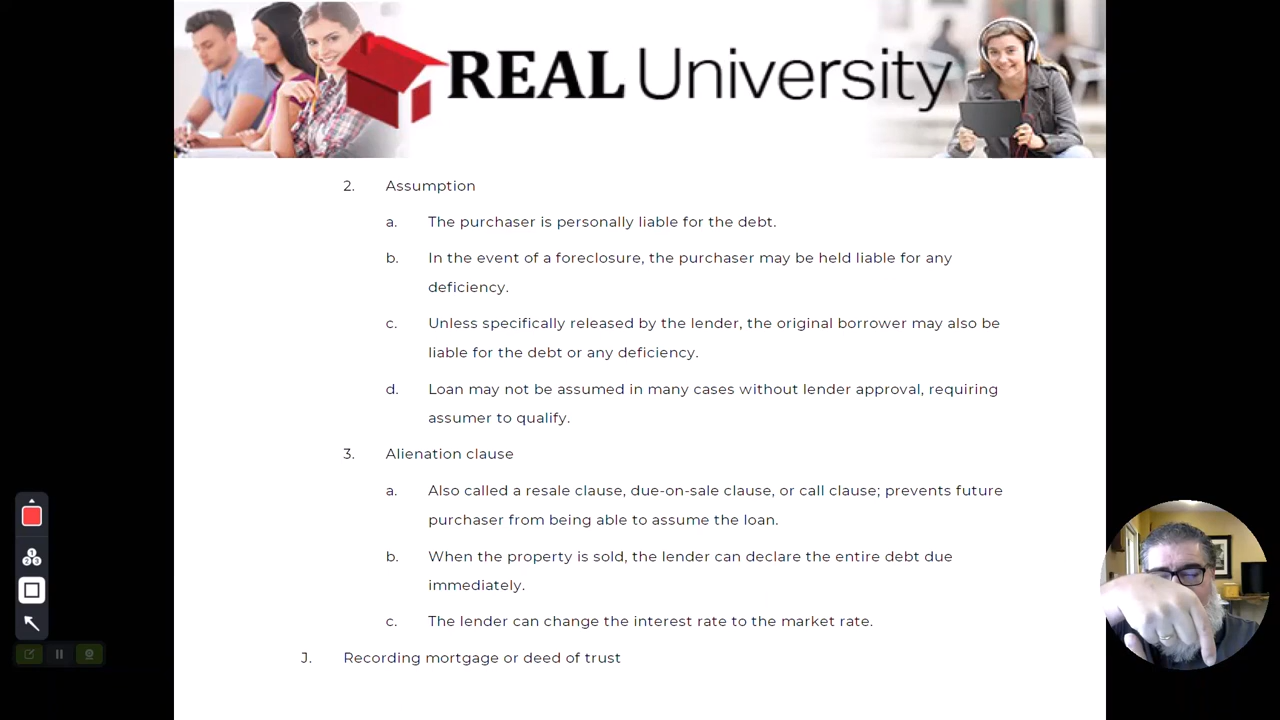 REAL University
2. Assumption
a. The purchaser is personally liable for the debt.
b. In the event of a foreclosure, the purchaser may be held liable for any
deficiency.
c. Unless specifically released by the lender, the original borrower may also be
liable for the debt or any deficiency.
d. Loan may not be assumed in many cases without lender approval, requiring
assumer to qualify.
3. Alienation clause
a. Also called a resale clause, due-on-sale clause, or call clause; prevents future
purchaser from being able to assume the loan.
b. When the property is sold, the lender can declare the entire debt due
immediately.
c. The lender can change the interest rate to the market rate.
J. Recording mortgage or deed of trust